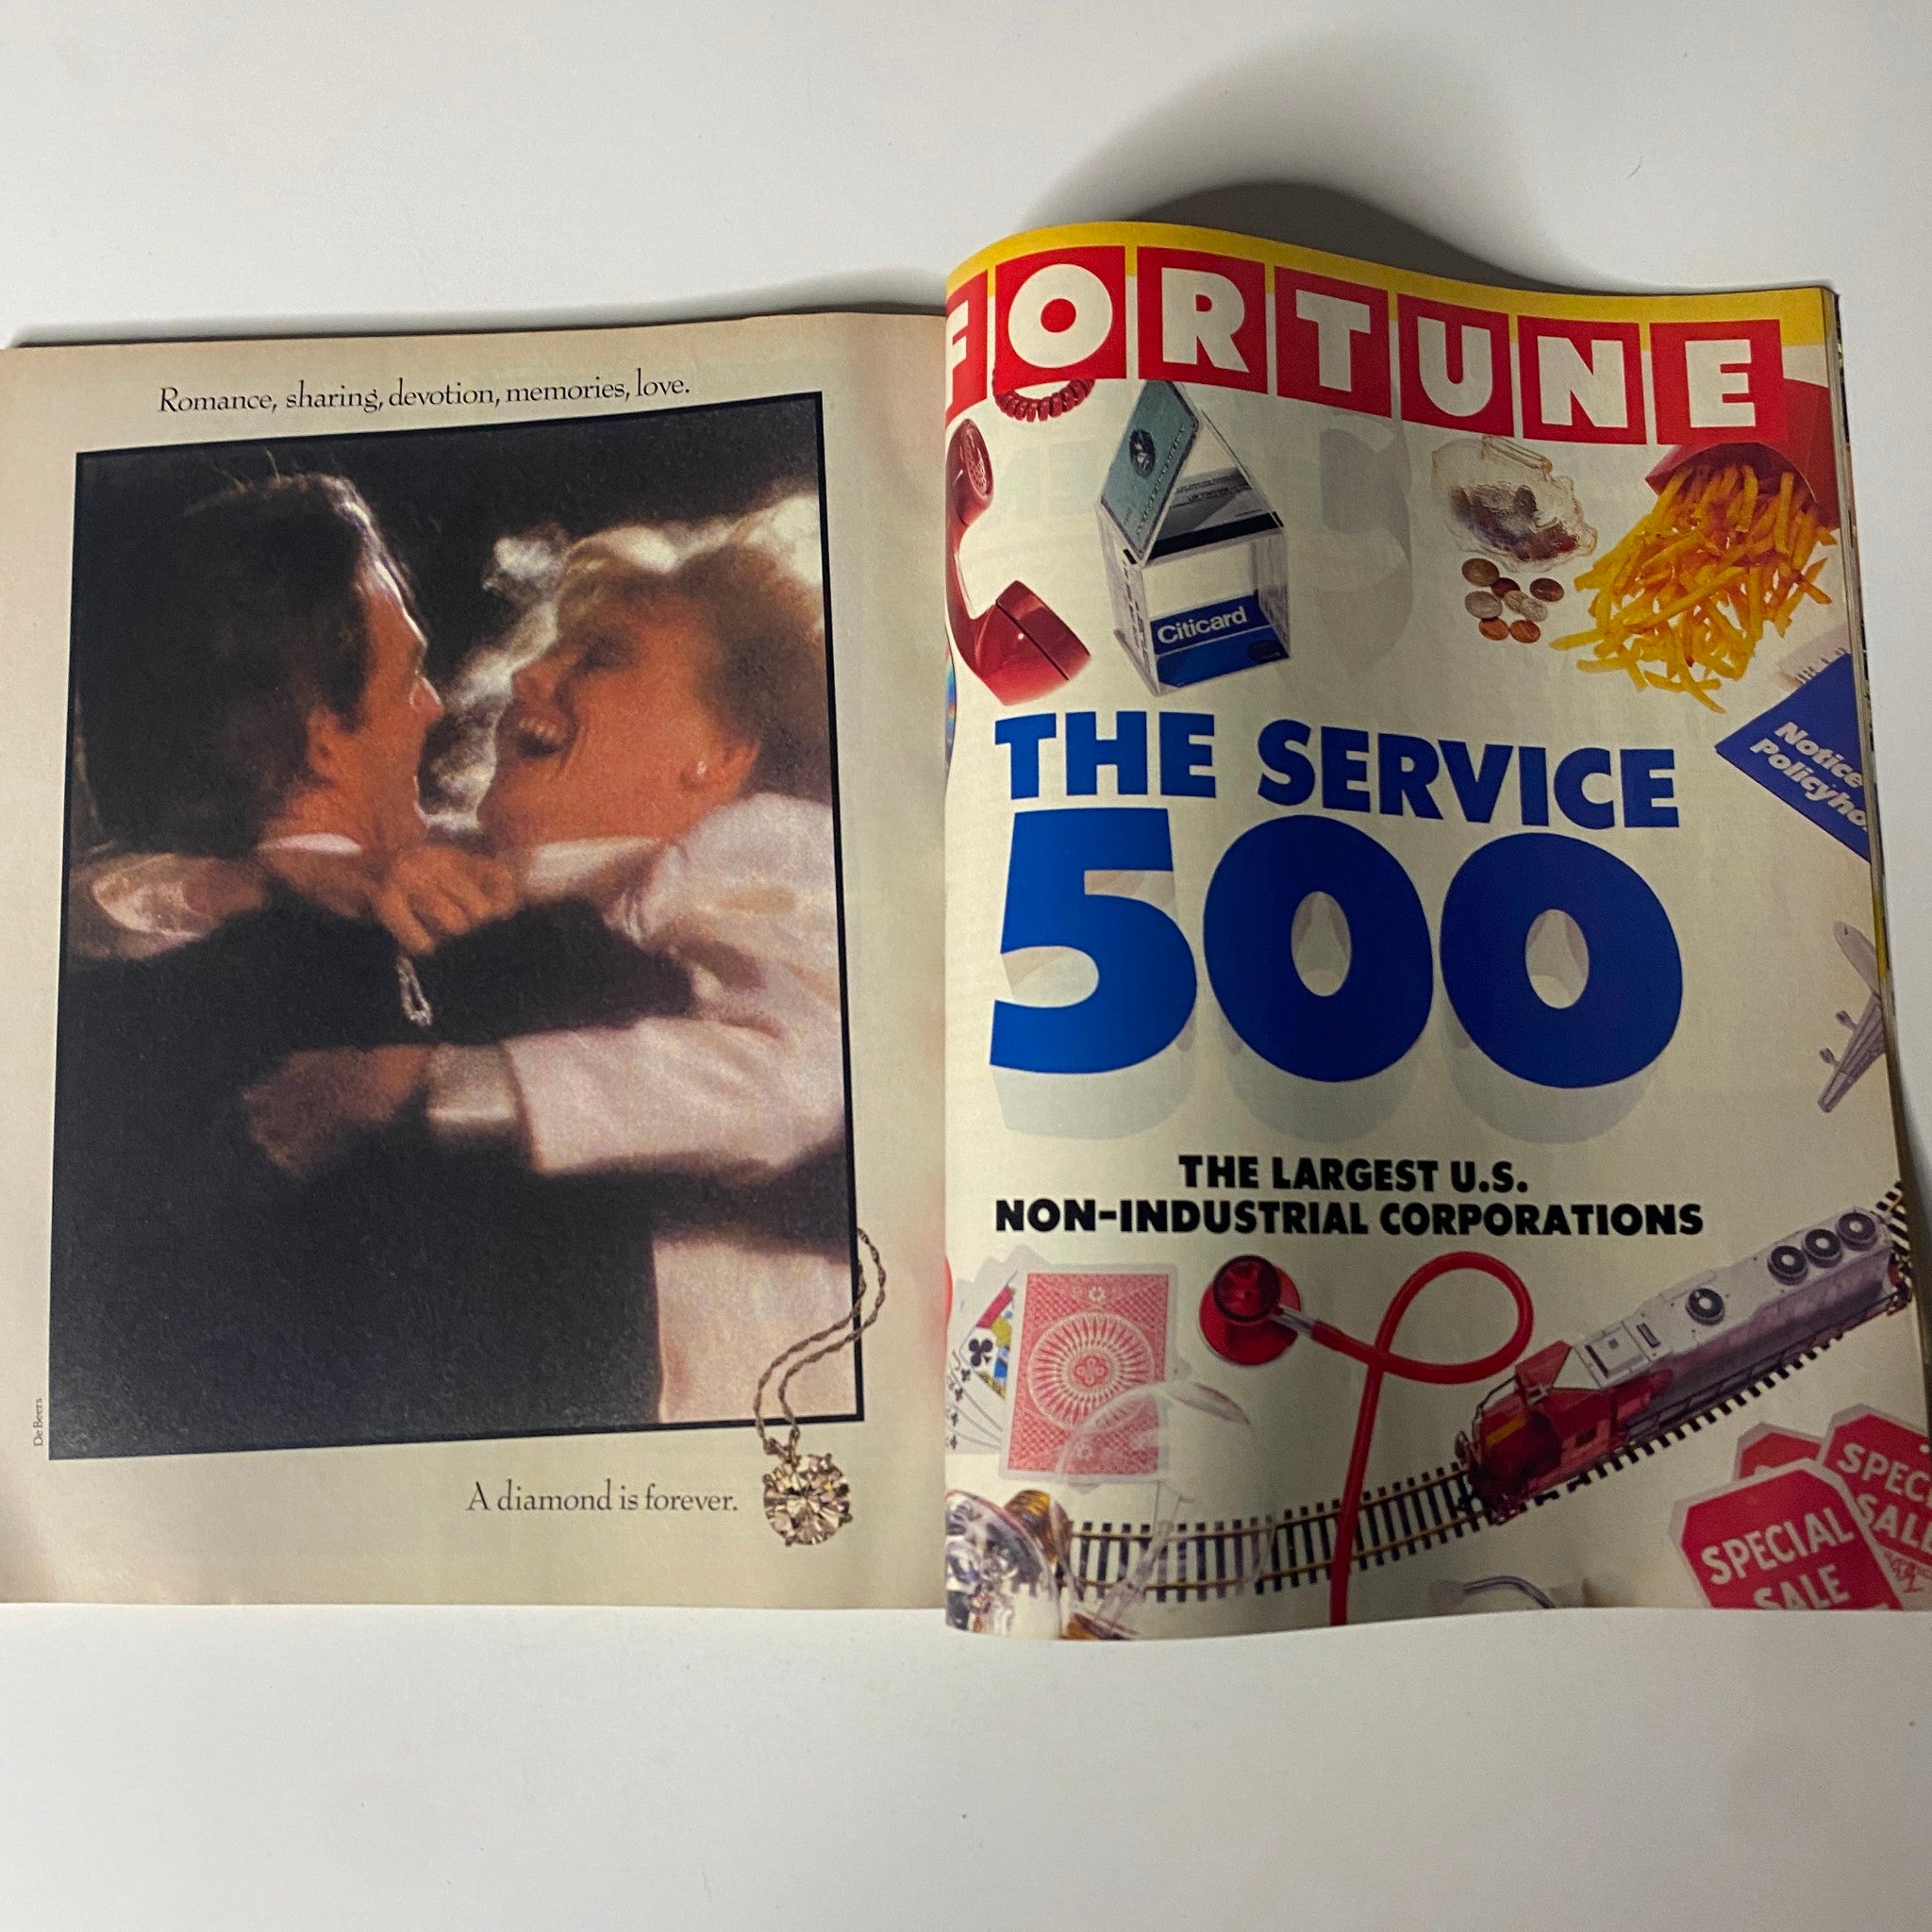 Romance, sharing, devotion, memories, love.
De Beers
A diamond is forever.
FORTUNE
Citicard
Notice
Policyho
THE SERVICE
500
THE LARGEST U.S.
NON-INDUSTRIAL CORPORATIONS
J
SPEC
SALE
SPECIAL
SALE